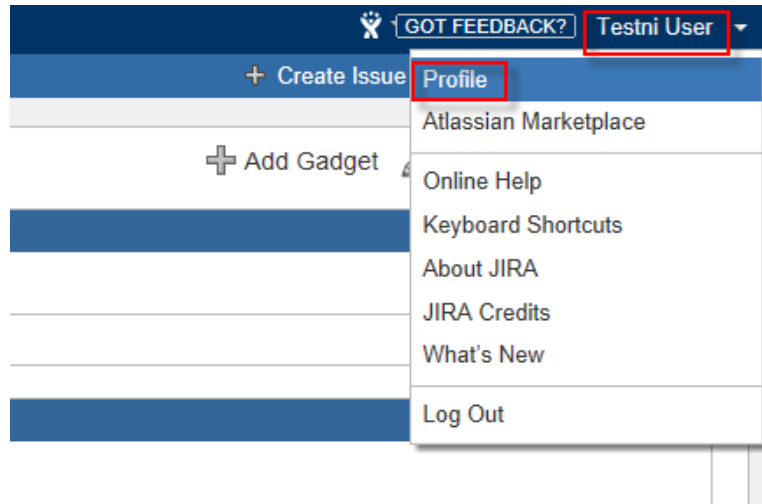 GOT FEEDBACK? Testni User
+ Create Issue
Profile
Atlassian Marketplace
Add Gadget
Online Help
Keyboard Shortcuts
About JIRA
JIRA Credits
What's New
Log Out